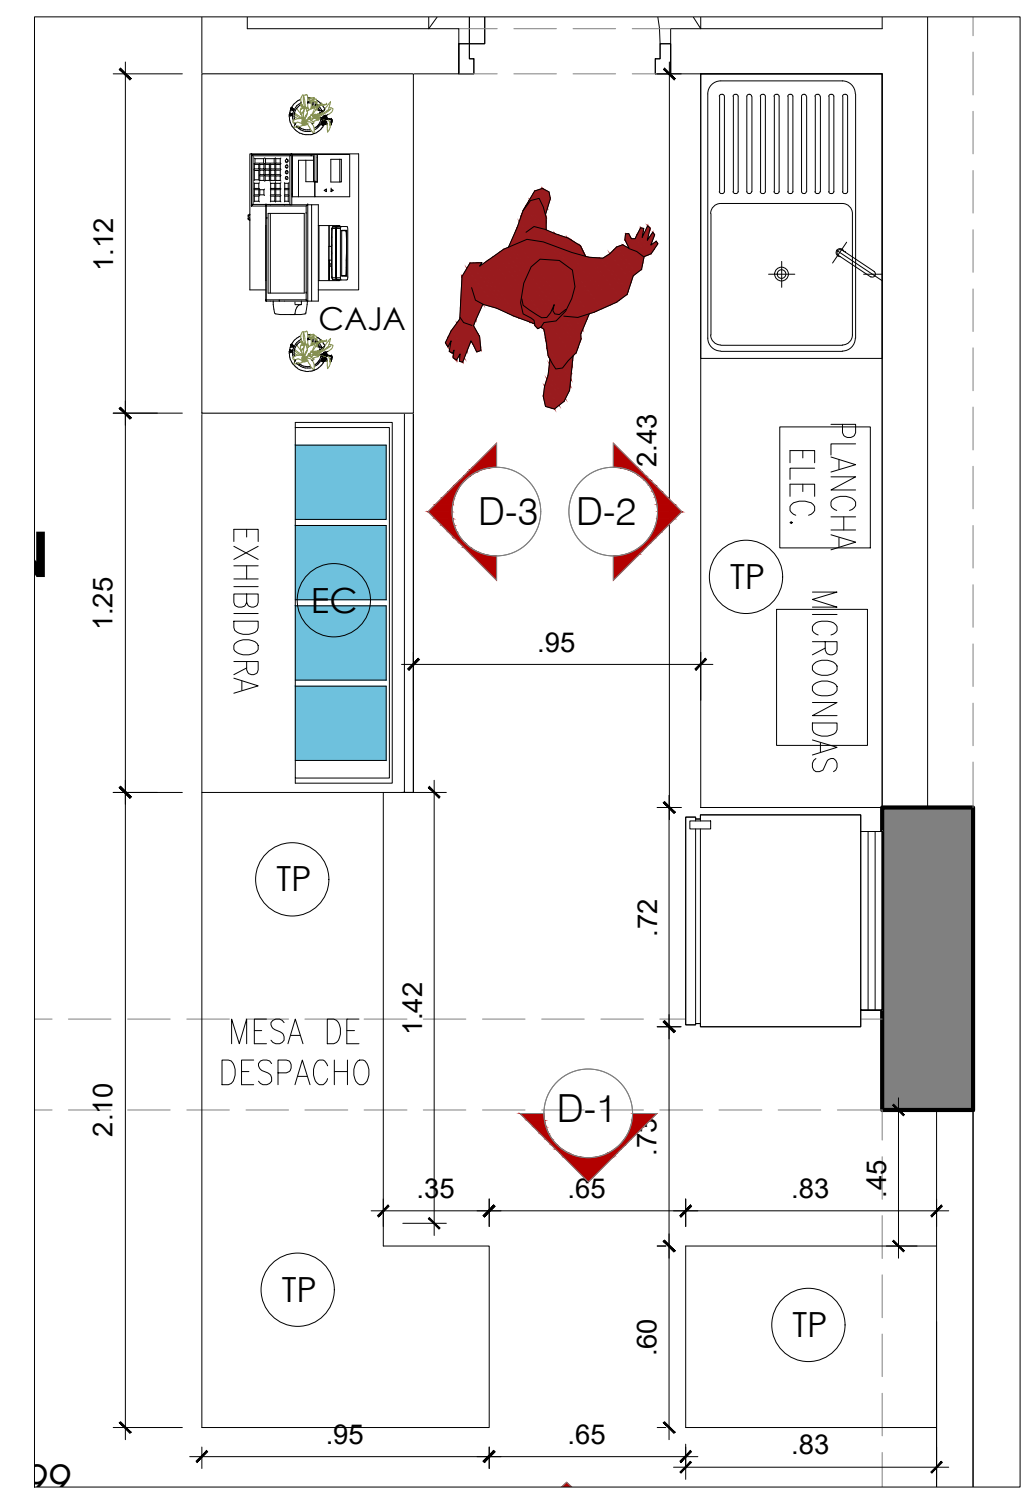 1.12
CAJA
2.43
PLANCHA
ELEC.
D-3
D-2
TP
EXHIBIDORA
EC
1.25
MICROONDAS
.95
TP
.72
1.42
MESA DE
DESPACHO
2.10
D-1
.73
.35
.65
.83
.45
TP
TP
.60
.95
.65
.83